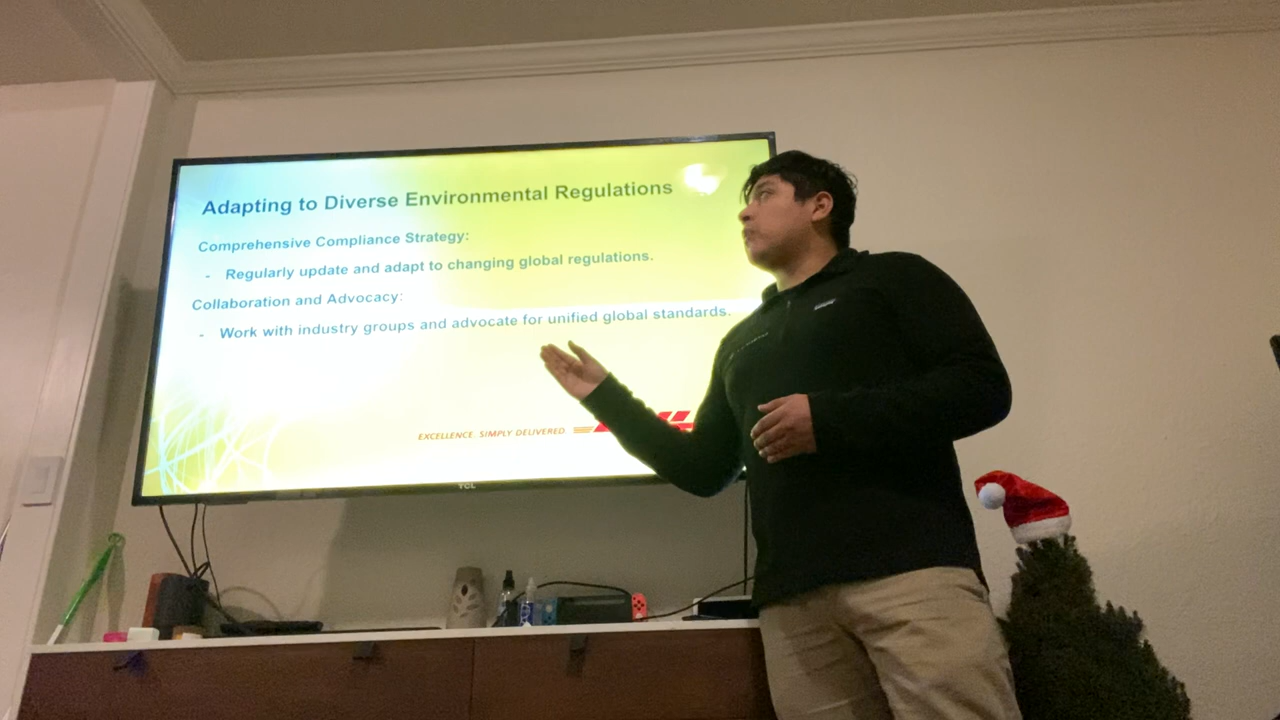 Adapting to Diverse Environmental Regulations
Comprehensive Compliance Strategy:
- Regularly update and adapt to changing global regulations.
Collaboration and Advocacy:
- Work with industry groups and advocate for unified global standards.
EXCELLENCE. SIMPLY DELIVERED.
TCL